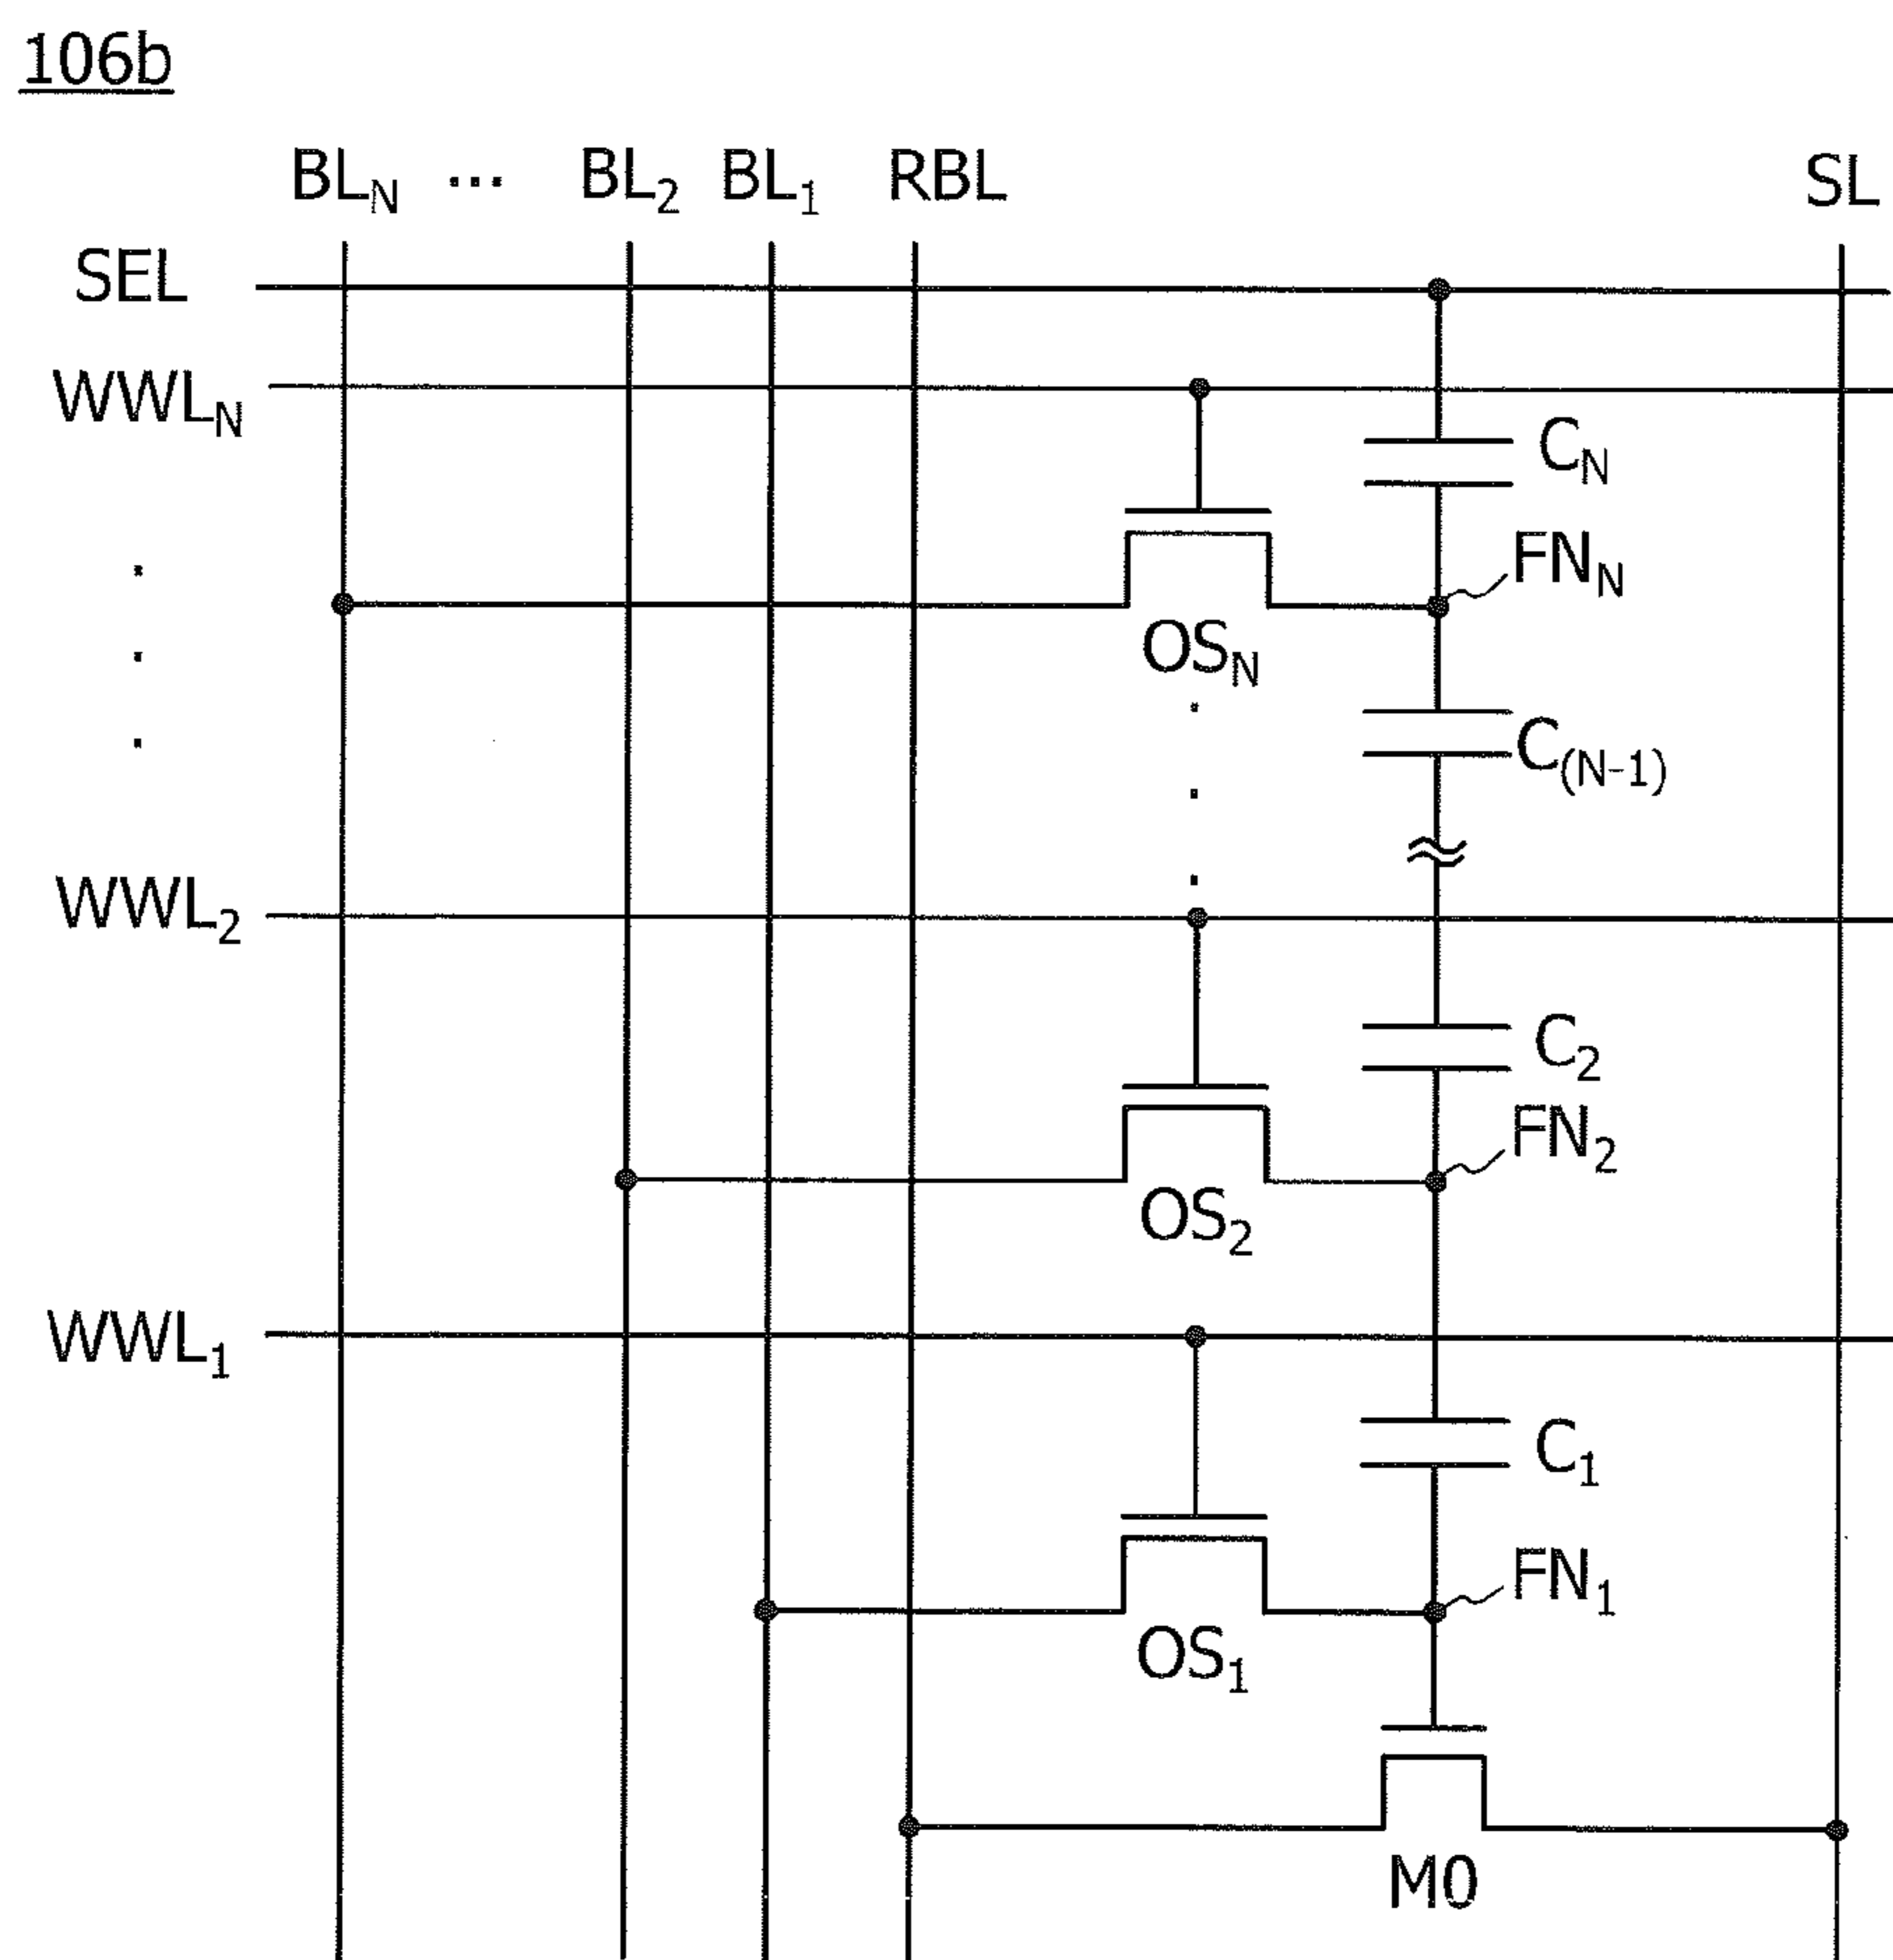 106b
BL_N ... BL_2 BL_1 RBL SL
SEL
WWL_N
C_N
FN_N
OS_N
C_(N-1)
WWL_2
C_2
FN_2
OS_2
WWL_1
C_1
FN_1
OS_1
M0